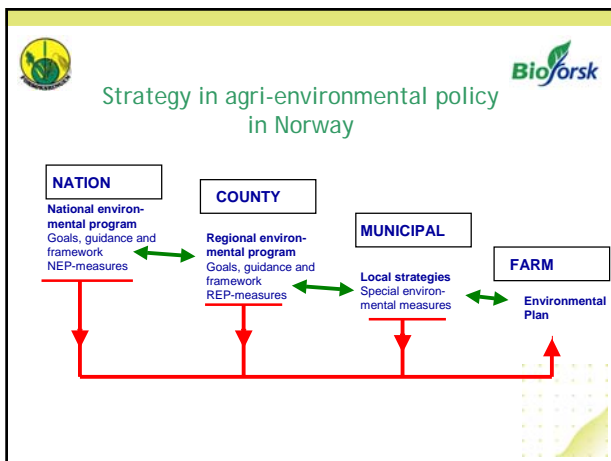 Bioforsk
Strategy in agri-environmental policy
in Norway
NATION
National environ-
mental program
Goals, guidance and
framework
NEP-measures
COUNTY
Regional environ-
mental program
Goals, guidance and
framework
REP-measures
MUNICIPAL
Local strategies
Special environ-
mental measures
FARM
Environmental
Plan